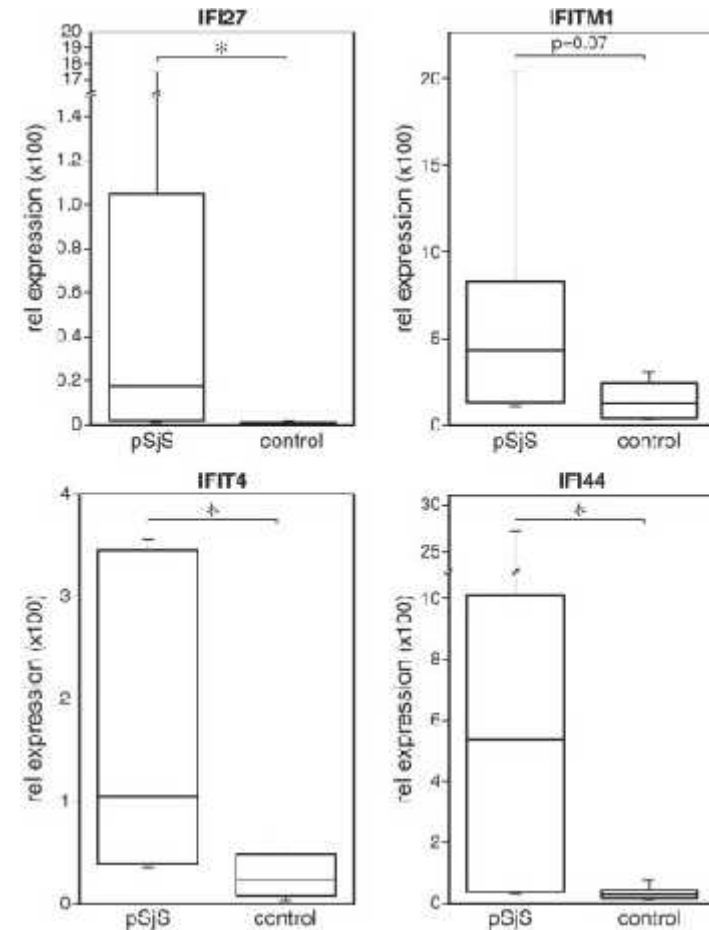 IFI27
rel expression (x100)
20
19
18
17
*
1.4
1.2
1.0
0.8
0.6
0.4
0.2
0
pSjS
control
IFITM1
rel expression (x100)
p=0.07
20
15
10
5
0
pSjS
control
IFIT4
rel expression (x100)
*
4
3
2
1
0
pSjS
control
IFI44
rel expression (x100)
*
30
25
10
8
6
4
2
0
pSjS
control